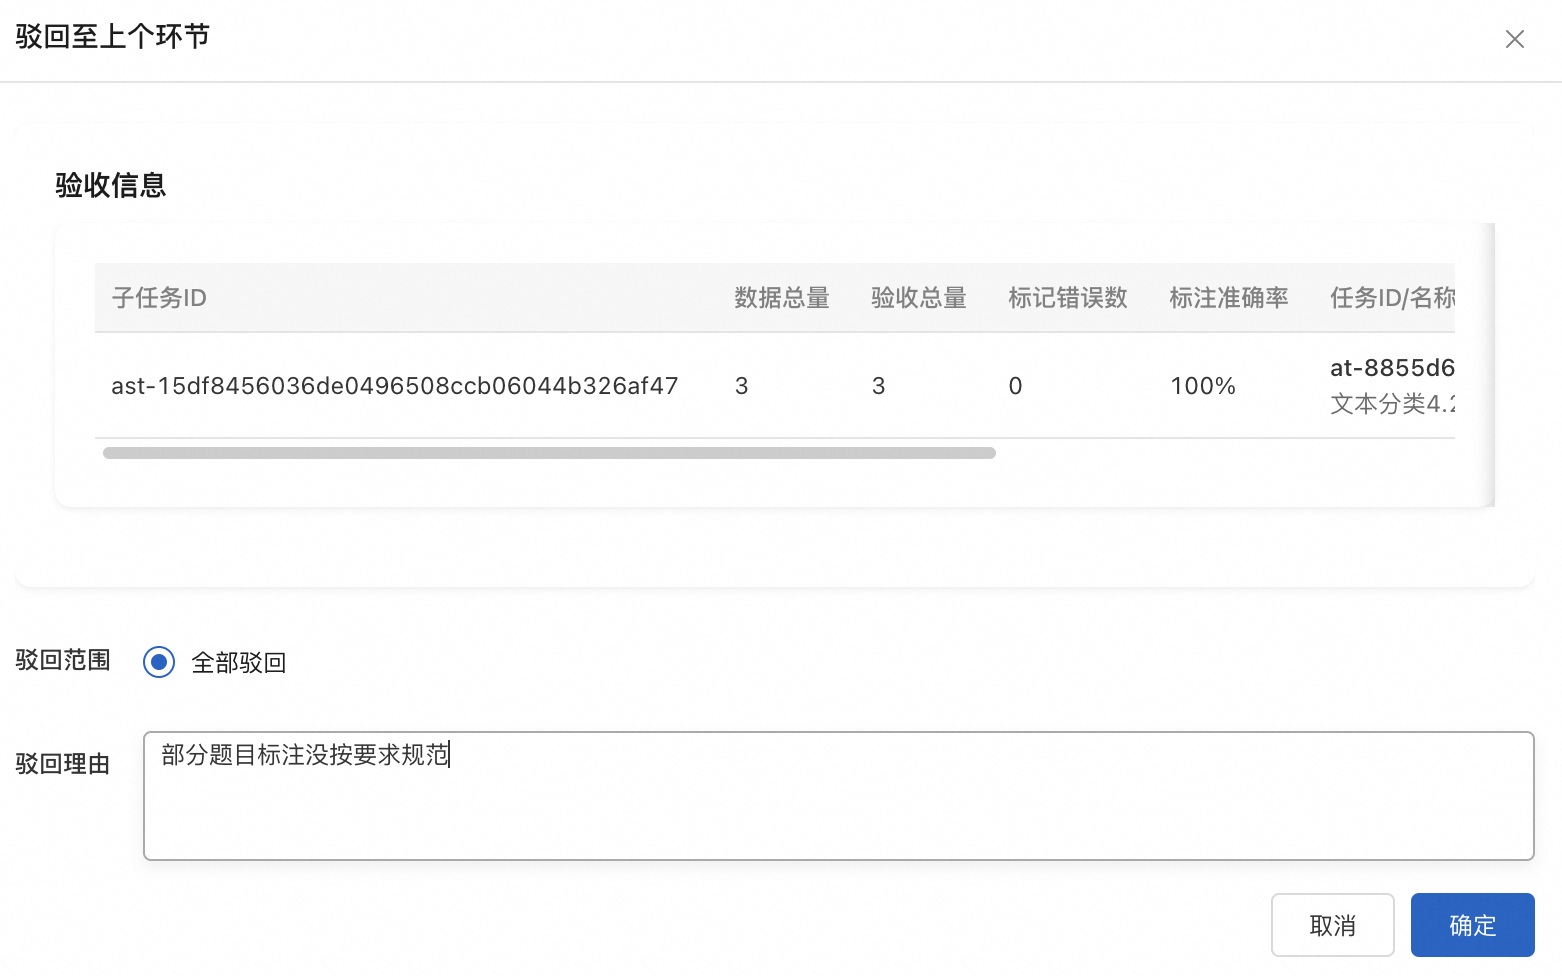 驳回至上个环节
验收信息
子任务ID 数据总量 验收总量 标记错误数 标注准确率 任务ID/名称
ast-15df8456036de0496508ccb06044b326af47 3 3 0 100% at-8855d6
文本分类4.2
驳回范围 全部驳回
驳回理由 部分题目标注没按要求规范
取消 确定